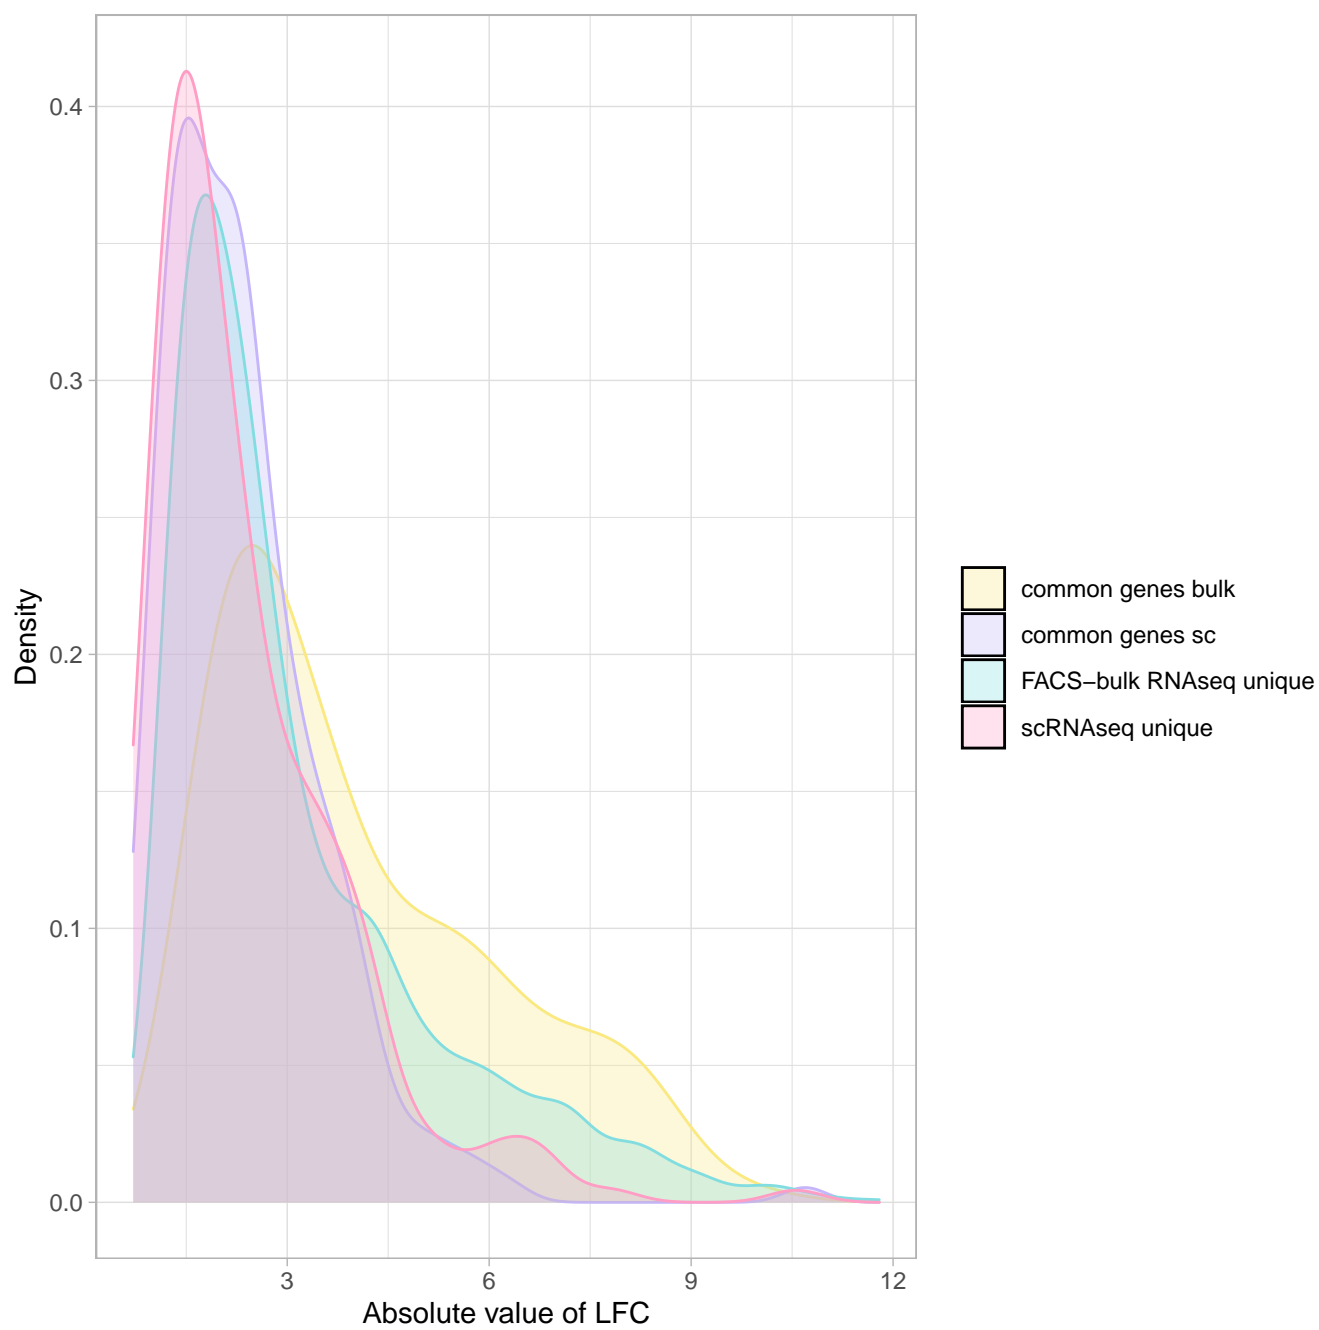 0.4
0.3
0.2
0.1
0.0
Density
3 6 9 12
Absolute value of LFC
common genes bulk
common genes sc
FACS−bulk RNAseq unique
scRNAseq unique